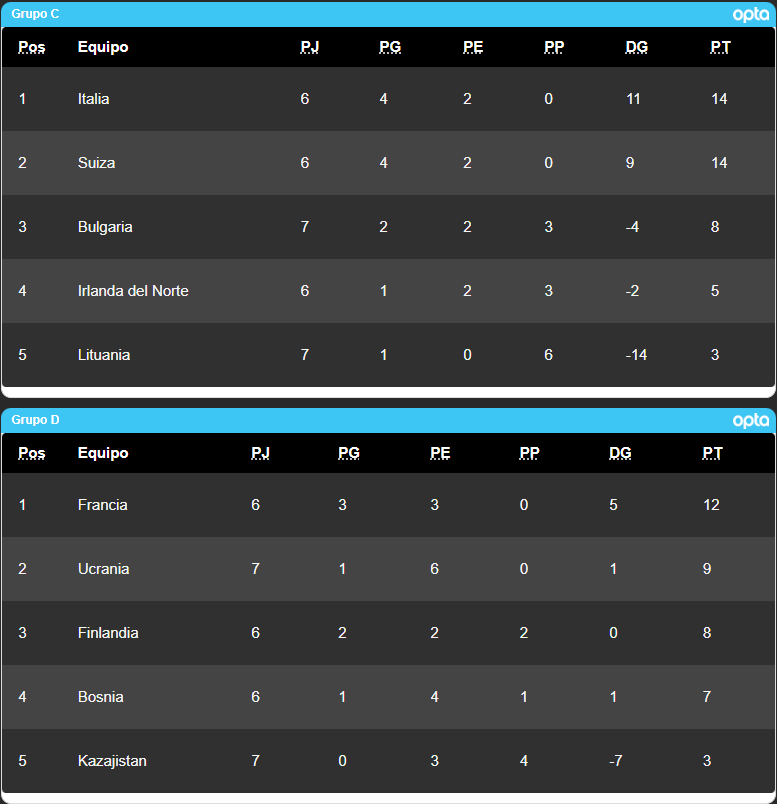 Grupo C opta
Pos Equipo PJ PG PE PP DG PT
1 Italia 6 4 2 0 11 14
2 Suiza 6 4 2 0 9 14
3 Bulgaria 7 2 2 3 -4 8
4 Irlanda del Norte 6 1 2 3 -2 5
5 Lituania 7 1 0 6 -14 3
Grupo D opta
Pos Equipo PJ PG PE PP DG PT
1 Francia 6 3 3 0 5 12
2 Ucrania 7 1 6 0 1 9
3 Finlandia 6 2 2 2 0 8
4 Bosnia 6 1 4 1 1 7
5 Kazajistan 7 0 3 4 -7 3